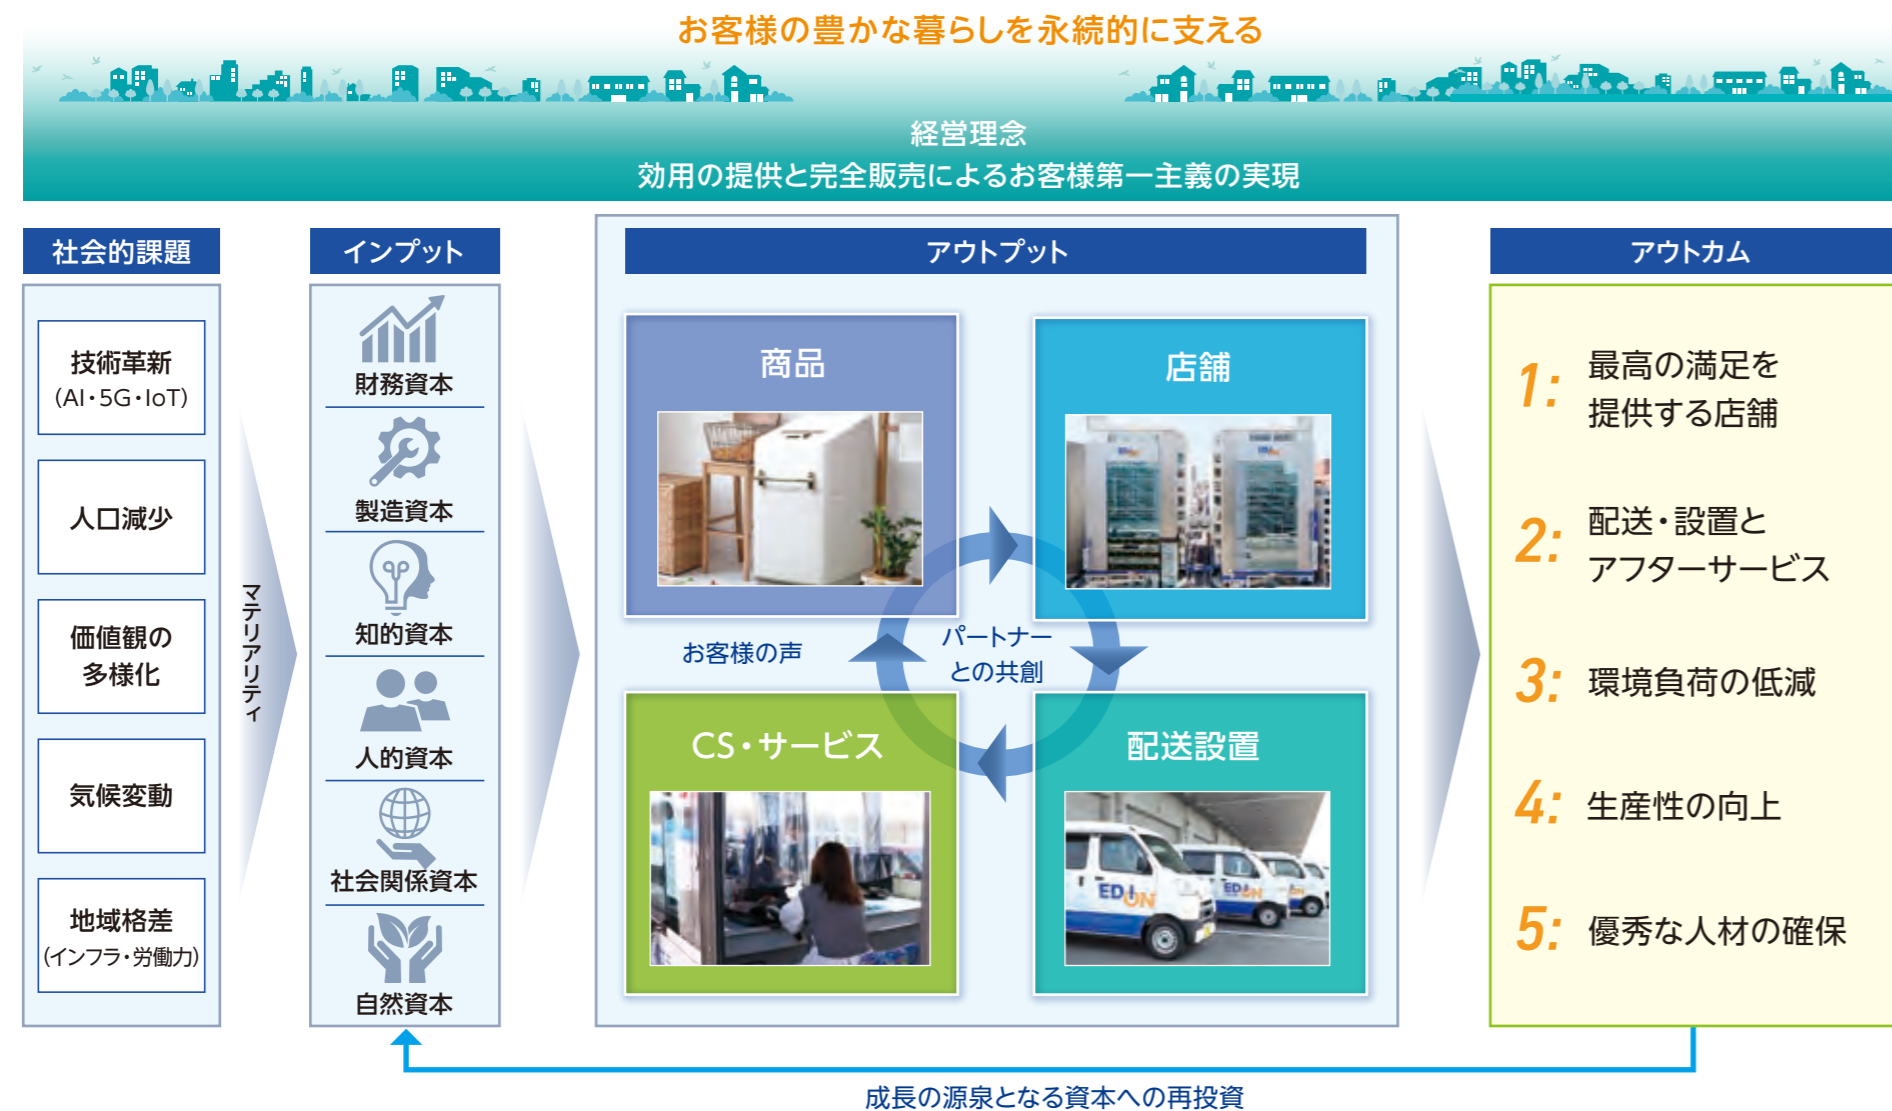 お客様の豊かな暮らしを永続的に支える
経営理念
効用の提供と完全販売によるお客様第一主義の実現
社会的課題
技術革新
(AI・5G・IoT)
人口減少
価値観の
多様化
気候変動
地域格差
(インフラ・労働力)
マテリアリティ
インプット
財務資本
製造資本
知的資本
人的資本
社会関係資本
自然資本
アウトプット
商品
店舗
お客様の声
パートナー
との共創
CS・サービス
配送設置
EDION
EDION
アウトカム
1: 最高の満足を
提供する店舗
2: 配送・設置と
アフターサービス
3: 環境負荷の低減
4: 生産性の向上
5: 優秀な人材の確保
成長の源泉となる資本への再投資